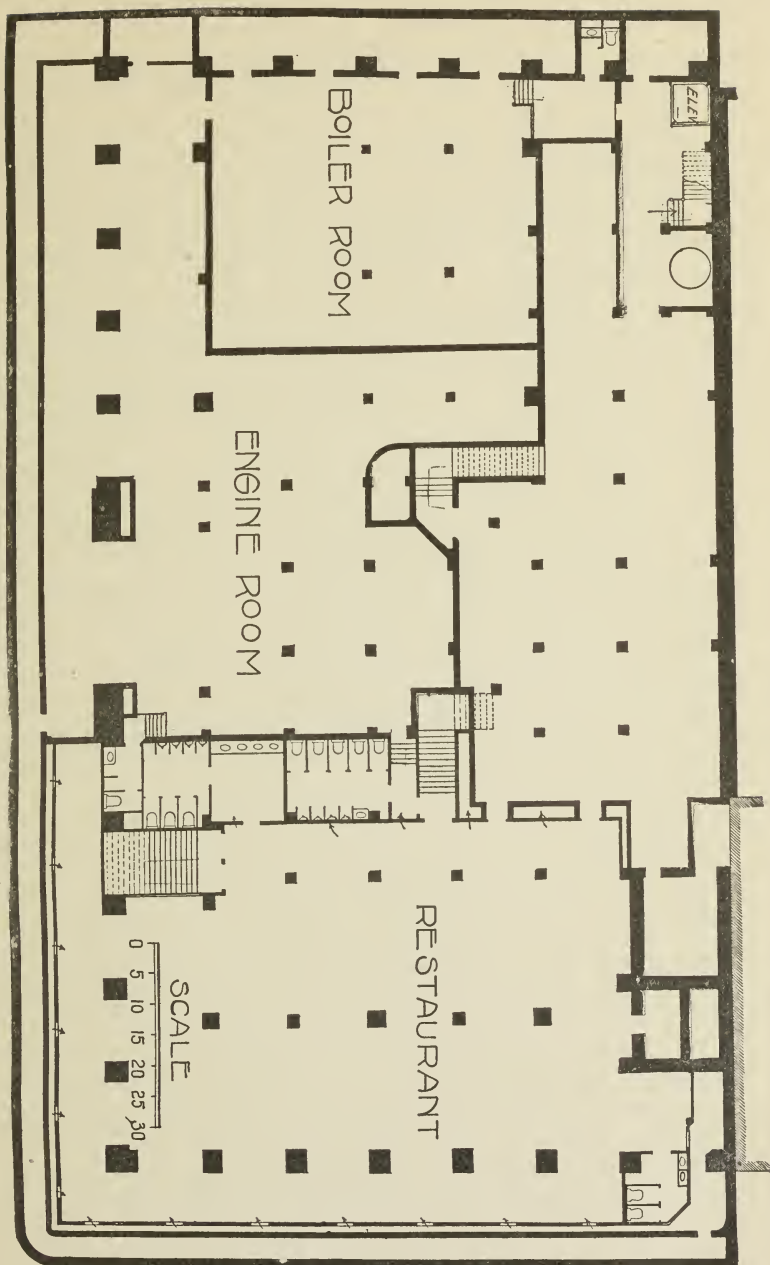 ELEV
BOILER ROOM
ENGINE ROOM
RESTAURANT
SCALE
0 5 10 15 20 25 30